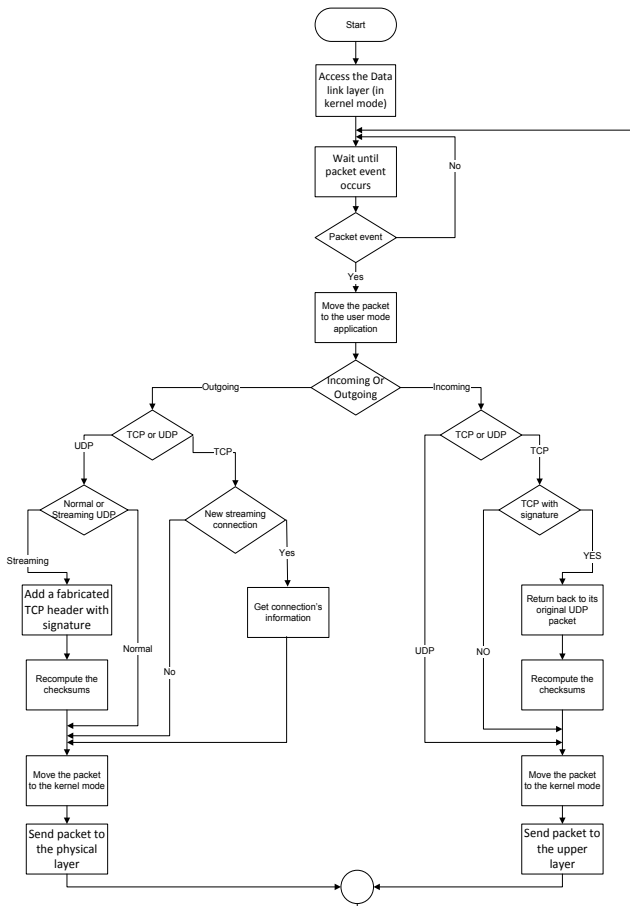 Start
Access the Data
link layer (in
kernel mode)
Wait until
packet event
occurs
No
Packet event
Yes
Move the packet
to the user mode
application
Incoming Or
Outgoing
Outgoing
Incoming
TCP or UDP
UDP
TCP
Normal or
Streaming UDP
New streaming
connection
Streaming
Yes
Add a fabricated
TCP header with
signature
Get connection's
information
Normal
No
Recompute the
checksums
Move the packet
to the kernel mode
Send packet to
the physical
layer
TCP or UDP
TCP
TCP with
signature
YES
Return back to its
original UDP
packet
UDP
NO
Recompute the
checksums
Move the packet
to the kernel mode
Send packet to
the upper
layer